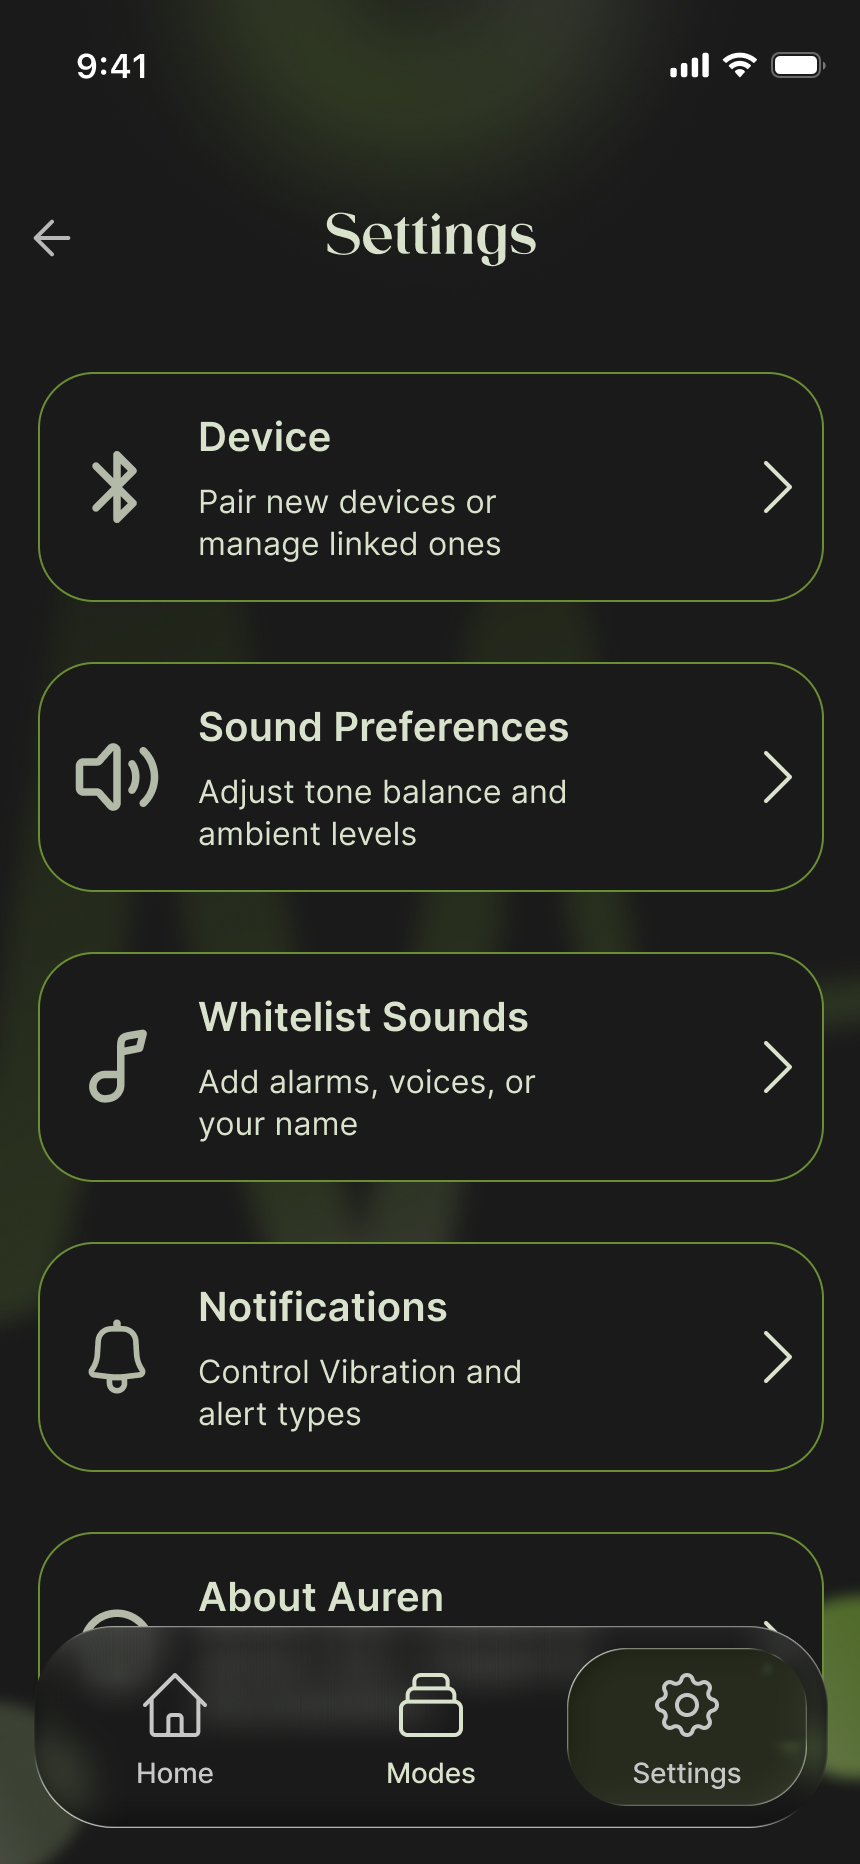 9:41
Settings
Device
Pair new devices or
manage linked ones
Sound Preferences
Adjust tone balance and
ambient levels
Whitelist Sounds
Add alarms, voices, or
your name
Notifications
Control Vibration and
alert types
About Auren
Home
Modes
Settings